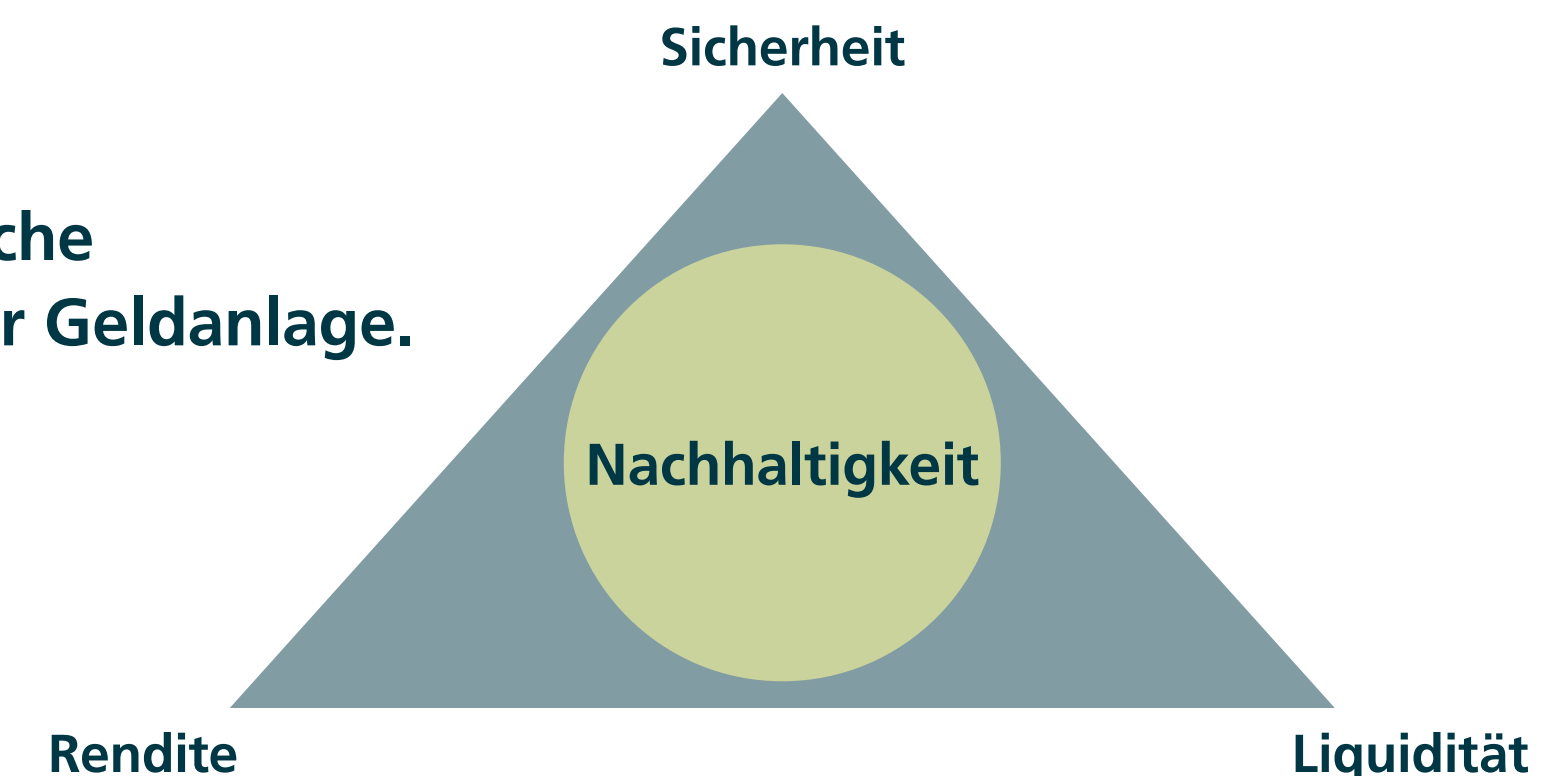 Sicherheit
che
r Geldanlage.
Nachhaltigkeit
Rendite
Liquidität